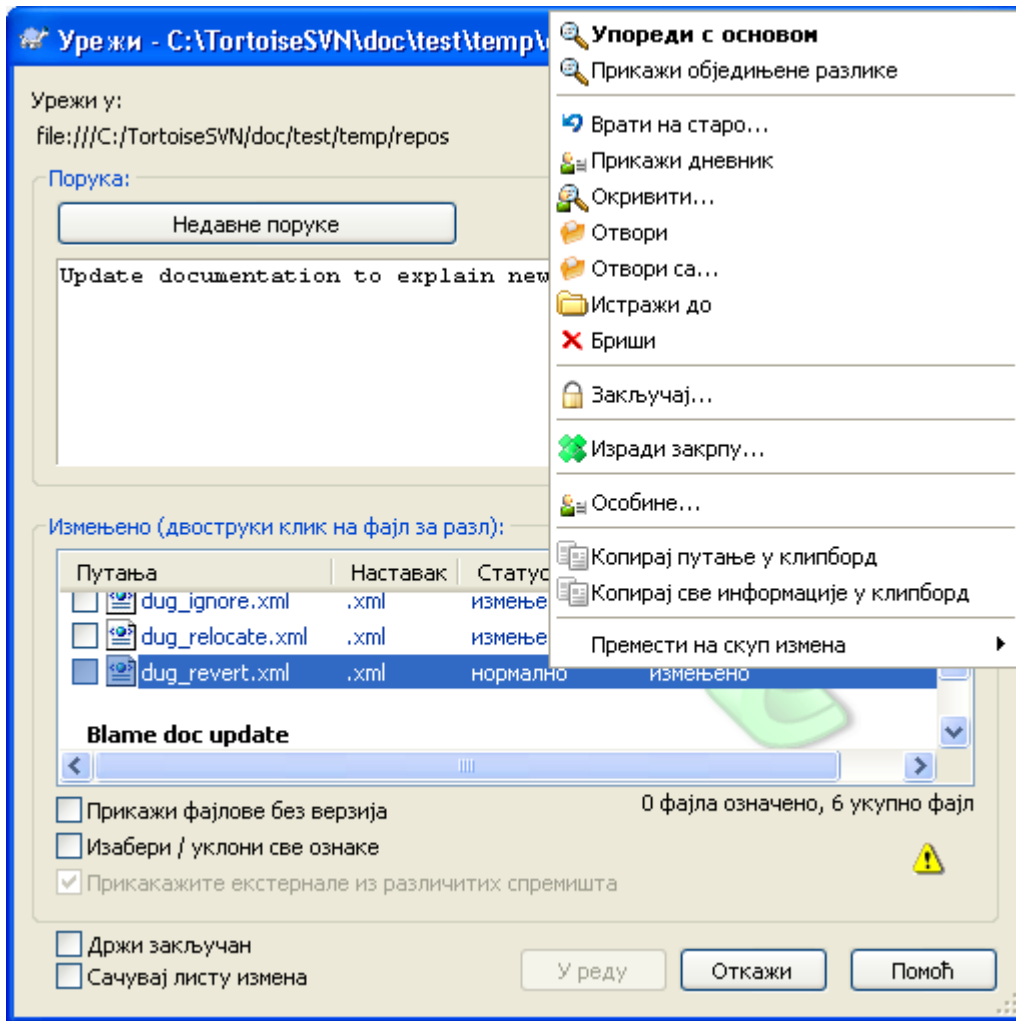 Урежи - C:\TortoiseSVN\doc\test\temp\
Урежи у:
file:///C:/TortoiseSVN/doc/test/temp/repos
Порука:
Недавне поруке
Update documentation to explain new
Измењено (двоструки клик на фајл за разл):
Путања Наставак Статус
dug_ignore.xml .xml измење
dug_relocate.xml .xml измење
dug_revert.xml .xml нормално измењено
Blame doc update
Прикажи фајлове без верзија
0 фајла означено, 6 укупно фајл
Изабери / уклони све ознаке
Прикакажите екстернале из различитих спремишта
Држи закључан
Сачувај листу измена
У реду Откажи Помоћ
Упореди с основом
Прикажи обједињене разлике
Врати на старо...
Прикажи дневник
Окривити...
Отвори
Отвори са...
Истражи до
Бриши
Закључај...
Изради закрпу...
Особине...
Копирај путање у клипборд
Копирај све информације у клипборд
Премести на скуп измена